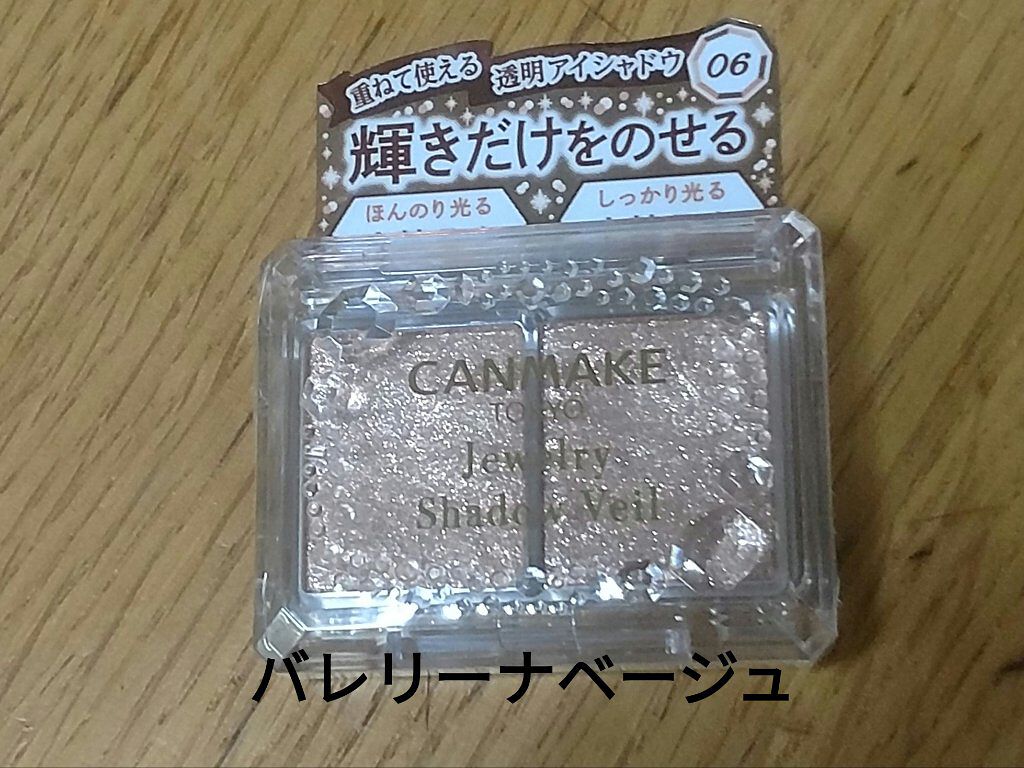 重ねて使える 透明アイシャドウ 06
輝きだけをのせる
ほんのり光る しっかり光る
CANMAKE
TOKYO
Jewelry
Shadow Veil
バレリーナベージュ